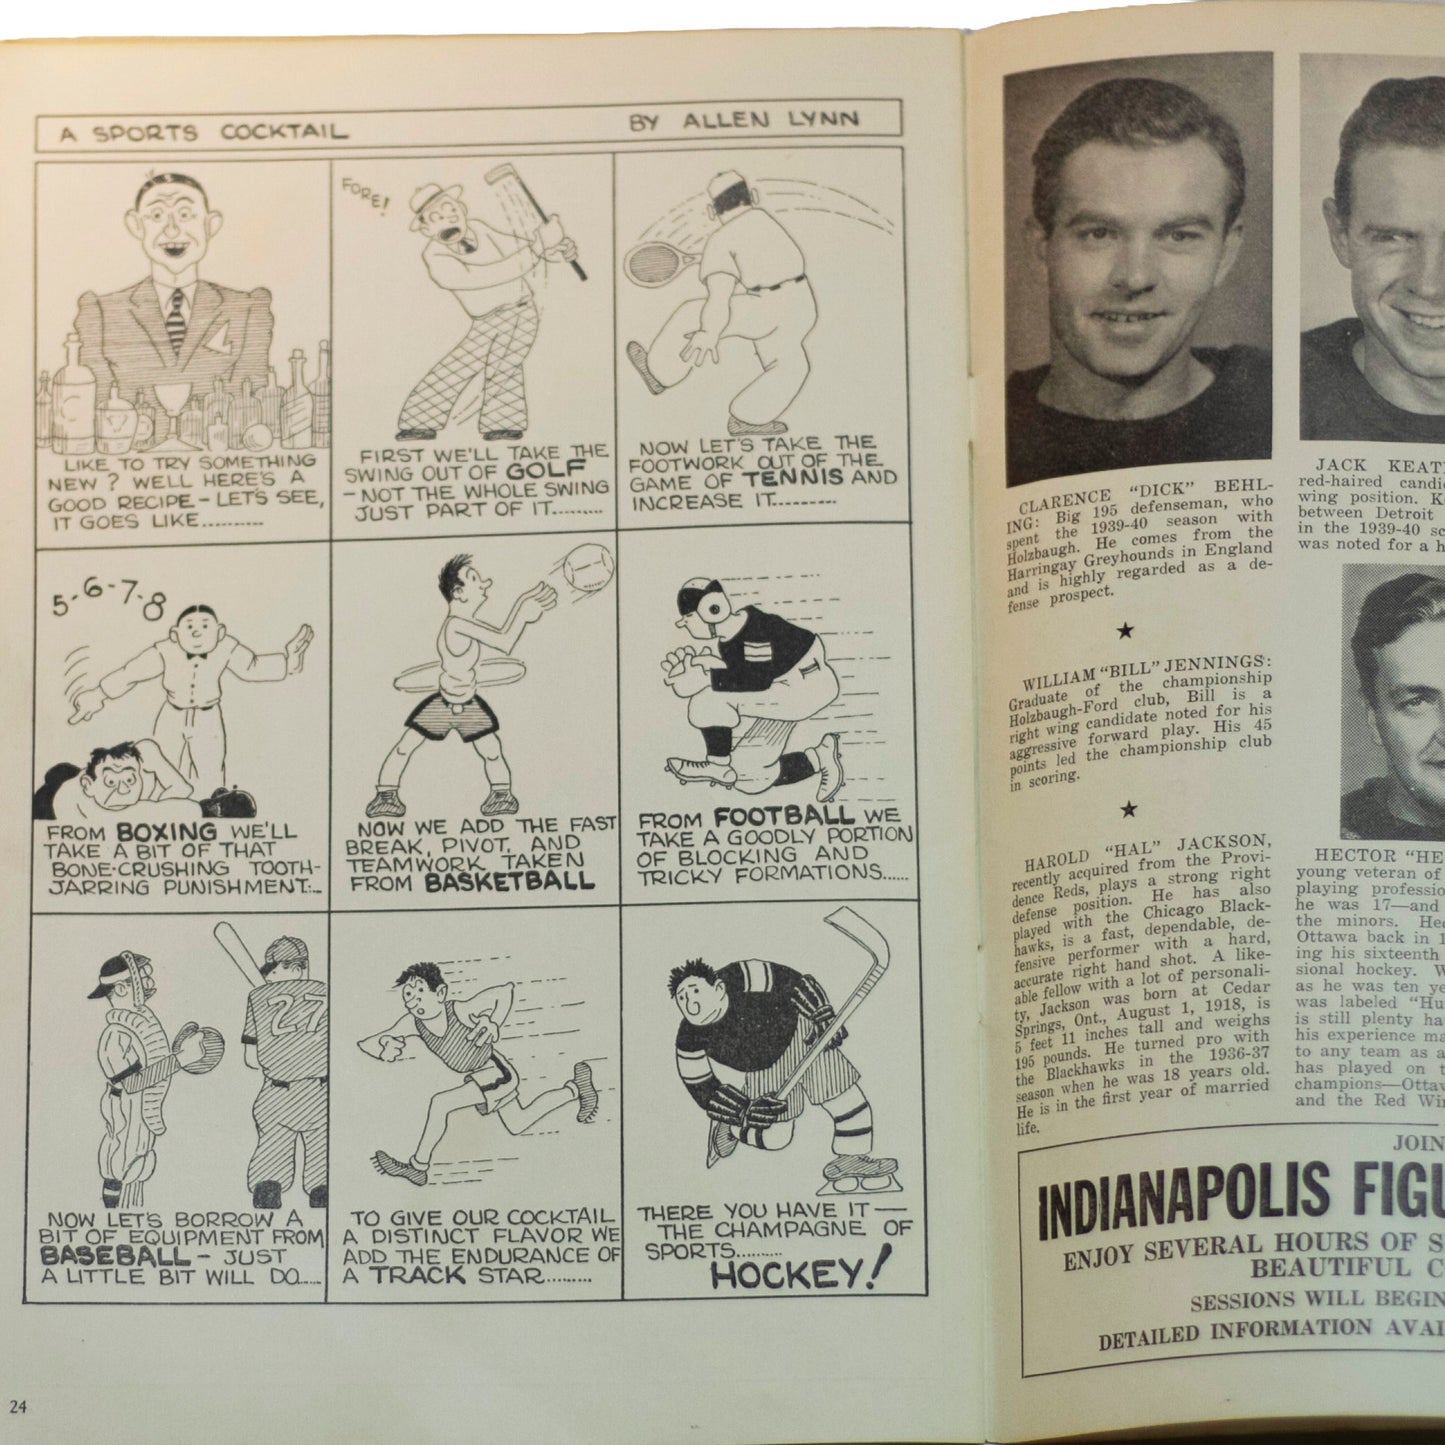 A SPORTS COCKTAIL BY ALLEN LYNN
LIKE TO TRY SOMETHING
NEW? WELL HERE'S A
GOOD RECIPE - LET'S SEE,
IT GOES LIKE..........
FORE!
FIRST WE'LL TAKE THE
SWING OUT OF GOLF
- NOT THE WHOLE SWING
JUST PART OF IT.........
NOW LET'S TAKE THE
FOOTWORK OUT OF THE
GAME OF TENNIS AND
INCREASE IT.........
5-6-7-8
FROM BOXING WE'LL
TAKE A BIT OF THAT
BONE-CRUSHING TOOTH-
JARRING PUNISHMENT...
NOW WE ADD THE FAST
BREAK, PIVOT, AND
TEAMWORK TAKEN
FROM BASKETBALL
FROM FOOTBALL WE
TAKE A GOODLY PORTION
OF BLOCKING AND
TRICKY FORMATIONS......
27
NOW LET'S BORROW A
BIT OF EQUIPMENT FROM
BASEBALL - JUST
A LITTLE BIT WILL DO.....
TO GIVE OUR COCKTAIL
A DISTINCT FLAVOR WE
ADD THE ENDURANCE OF
A TRACK STAR..........
THERE YOU HAVE IT —
THE CHAMPAGNE OF
SPORTS..........
HOCKEY!
24
CLARENCE "DICK" BEHL-
ING: Big 195 defenseman, who
spent the 1939-40 season with
Holzbaugh. He comes from the
Harringay Greyhounds in England
and is highly regarded as a de-
fense prospect.
★
WILLIAM "BILL" JENNINGS:
Graduate of the championship
Holzbaugh-Ford club, Bill is a
right wing candidate noted for his
aggressive forward play. His 45
points led the championship club
in scoring.
★
HAROLD "HAL" JACKSON,
recently acquired from the Provi-
dence Reds, plays a strong right
defense position. He has also
played with the Chicago Black-
hawks, is a fast, dependable, de-
fensive performer with a hard,
accurate right hand shot. A like-
able fellow with a lot of personali-
ty, Jackson was born at Cedar
Springs, Ont., August 1, 1918, is
5 feet 11 inches tall and weighs
195 pounds. He turned pro with
the Blackhawks in the 1936-37
season when he was 18 years old.
He is in the first year of married
life.
JACK
red-haired
wing position.
between Detroit
in the 1939-40
was noted for a
HECTOR
young veteran of
playing
he was 17—and
the minors.
Ottawa back in
ing his sixteenth
sional hockey.
as he was ten
was labeled
is still plenty
his experience
to any team as
has played on
champions—
and the Red
JOIN
INDIANAPOLIS
ENJOY SEVERAL HOURS OF
BEAUTIFUL
SESSIONS WILL BEGIN
DETAILED INFORMATION